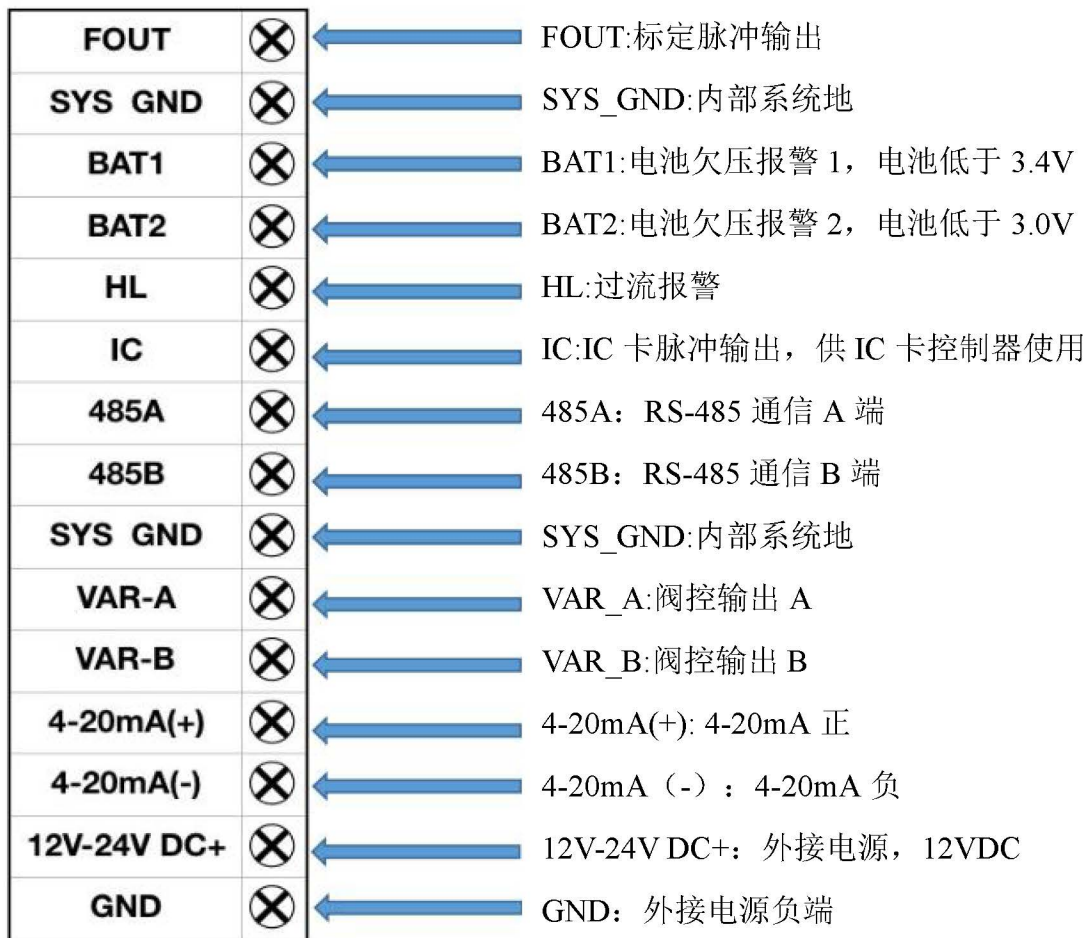 FOUT FOUT:标定脉冲输出
SYS GND SYS_GND:内部系统地
BAT1 BAT1:电池欠压报警 1，电池低于 3.4V
BAT2 BAT2:电池欠压报警 2，电池低于 3.0V
HL HL:过流报警
IC IC:IC 卡脉冲输出，供 IC 卡控制器使用
485A 485A：RS-485 通信 A 端
485B 485B：RS-485 通信 B 端
SYS GND SYS_GND:内部系统地
VAR-A VAR_A:阀控输出 A
VAR-B VAR_B:阀控输出 B
4-20mA(+) 4-20mA(+): 4-20mA 正
4-20mA(-) 4-20mA（-）：4-20mA 负
12V-24V DC+ 12V-24V DC+：外接电源，12VDC
GND GND：外接电源负端